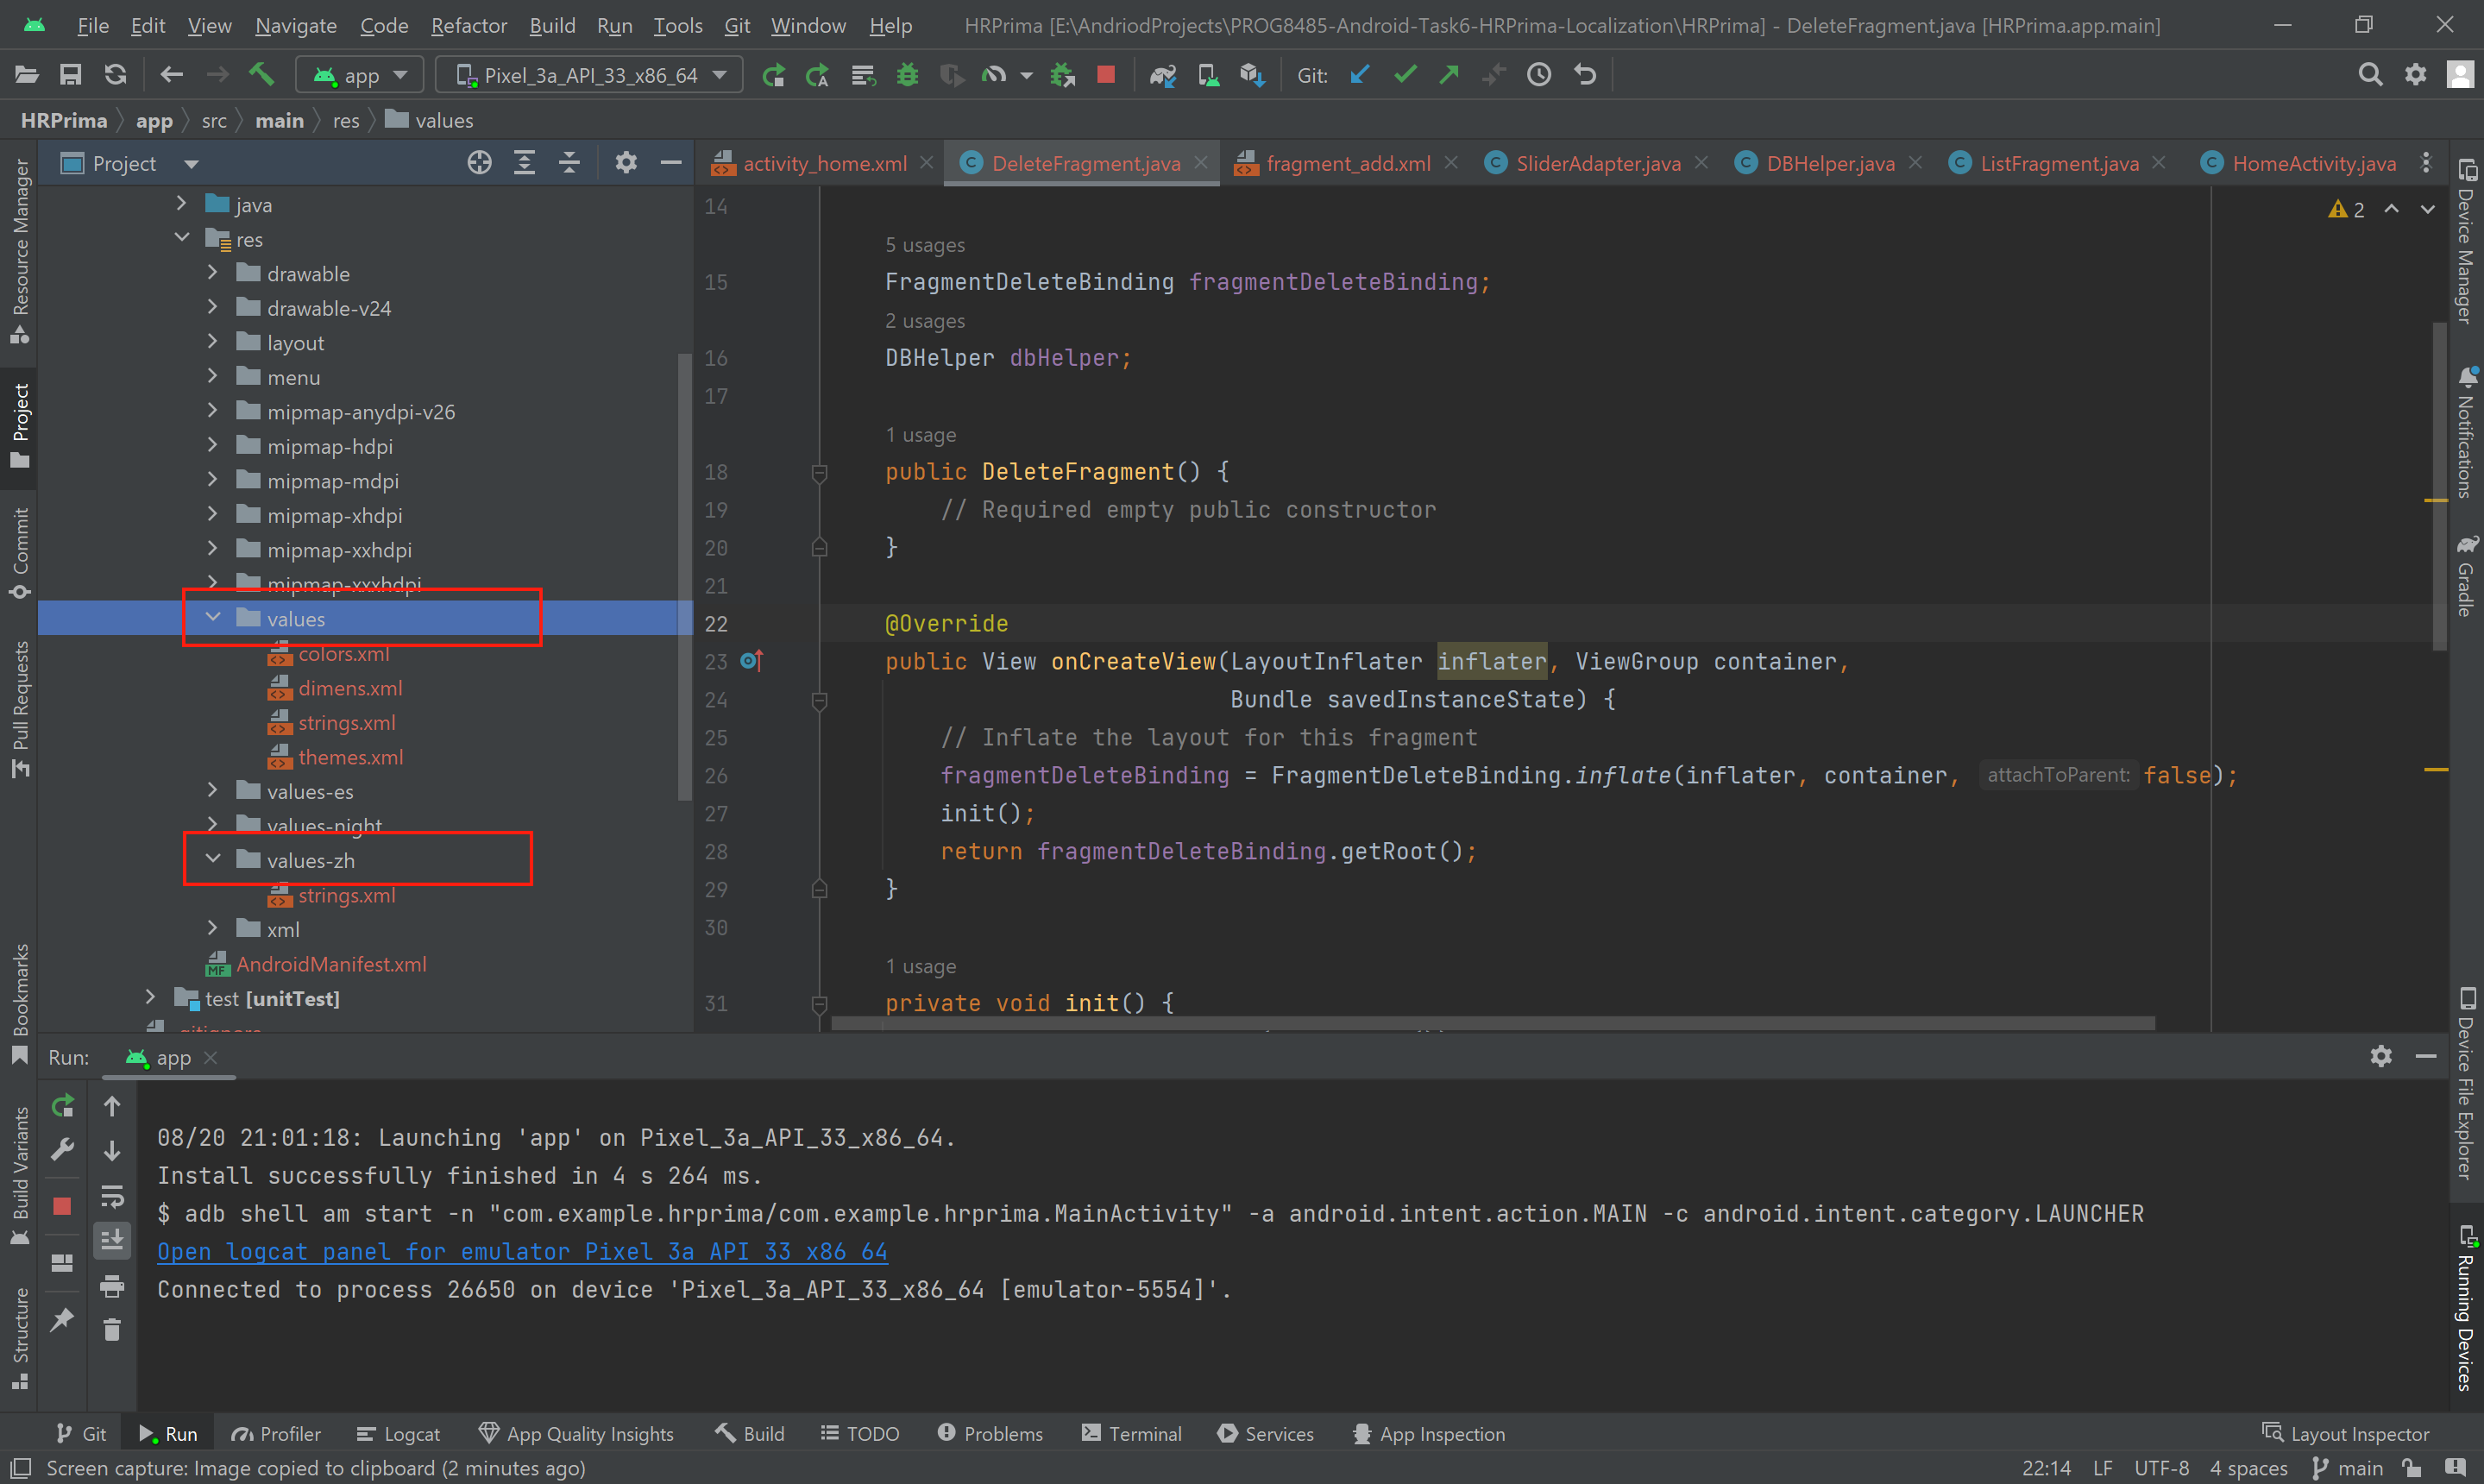 File Edit View Navigate Code Refactor Build Run Tools Git Window Help HRPrima [E:\AndriodProjects\PROG8485-Android-Task6-HRPrima-Localization\HRPrima] - DeleteFragment.java [HRPrima.app.main]
app Pixel_3a_API_33_x86_64 Git:
HRPrima app src main res values
Project
activity_home.xml DeleteFragment.java fragment_add.xml SliderAdapter.java DBHelper.java ListFragment.java HomeActivity.java
Resource Manager
Project
Commit
Pull Requests
Bookmarks
Build Variants
Structure
java
res
drawable
drawable-v24
layout
menu
mipmap-anydpi-v26
mipmap-hdpi
mipmap-mdpi
mipmap-xhdpi
mipmap-xxhdpi
mipmap-xxxhdpi
values
colors.xml
dimens.xml
strings.xml
themes.xml
values-es
values-night
values-zh
strings.xml
xml
MF AndroidManifest.xml
test [unitTest]
.gitignore
2
14
5 usages
15 FragmentDeleteBinding fragmentDeleteBinding;
2 usages
16 DBHelper dbHelper;
17
1 usage
18 public DeleteFragment() {
19 // Required empty public constructor
20 }
21
22 @Override
23 public View onCreateView(LayoutInflater inflater, ViewGroup container,
24 Bundle savedInstanceState) {
25 // Inflate the layout for this fragment
26 fragmentDeleteBinding = FragmentDeleteBinding.inflate(inflater, container, attachToParent: false);
27 init();
28 return fragmentDeleteBinding.getRoot();
29 }
30
1 usage
31 private void init() {
Device Manager
Notifications
Gradle
Device File Explorer
Running Devices
Run: app
08/20 21:01:18: Launching 'app' on Pixel_3a_API_33_x86_64.
Install successfully finished in 4 s 264 ms.
$ adb shell am start -n "com.example.hrprima/com.example.hrprima.MainActivity" -a android.intent.action.MAIN -c android.intent.category.LAUNCHER
Open logcat panel for emulator Pixel_3a_API_33_x86_64
Connected to process 26650 on device 'Pixel_3a_API_33_x86_64 [emulator-5554]'.
Git Run Profiler Logcat App Quality Insights Build TODO Problems Terminal Services App Inspection Layout Inspector
Screen capture: Image copied to clipboard (2 minutes ago) 22:14 LF UTF-8 4 spaces main